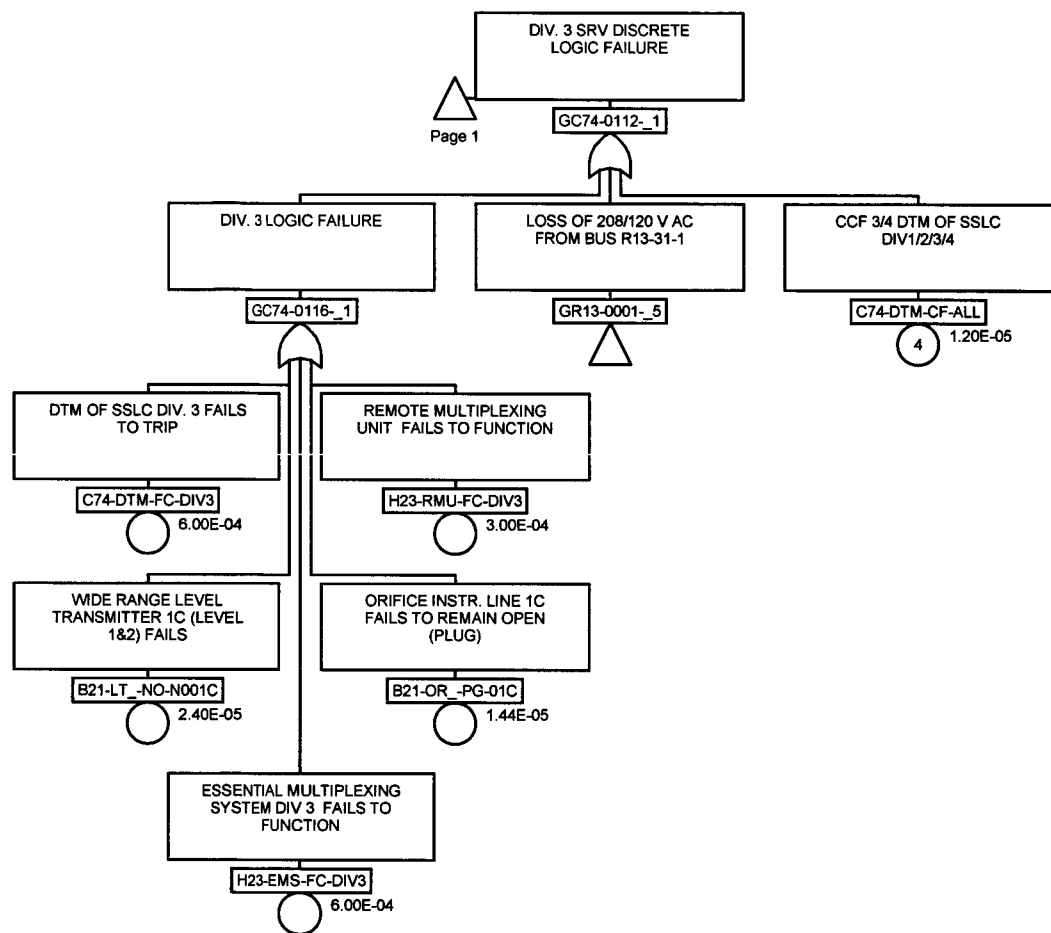 DIV. 3 SRV DISCRETE
LOGIC FAILURE
Page 1
GC74-0112-_1
DIV. 3 LOGIC FAILURE
GC74-0116-_1
LOSS OF 208/120 V AC
FROM BUS R13-31-1
GR13-0001-_5
CCF 3/4 DTM OF SSLC
DIV1/2/3/4
C74-DTM-CF-ALL
4
1.20E-05
DTM OF SSLC DIV. 3 FAILS
TO TRIP
C74-DTM-FC-DIV3
6.00E-04
REMOTE MULTIPLEXING
UNIT FAILS TO FUNCTION
H23-RMU-FC-DIV3
3.00E-04
WIDE RANGE LEVEL
TRANSMITTER 1C (LEVEL
1&2) FAILS
B21-LT_-NO-N001C
2.40E-05
ORIFICE INSTR. LINE 1C
FAILS TO REMAIN OPEN
(PLUG)
B21-OR_-PG-01C
1.44E-05
ESSENTIAL MULTIPLEXING
SYSTEM DIV 3 FAILS TO
FUNCTION
H23-EMS-FC-DIV3
6.00E-04